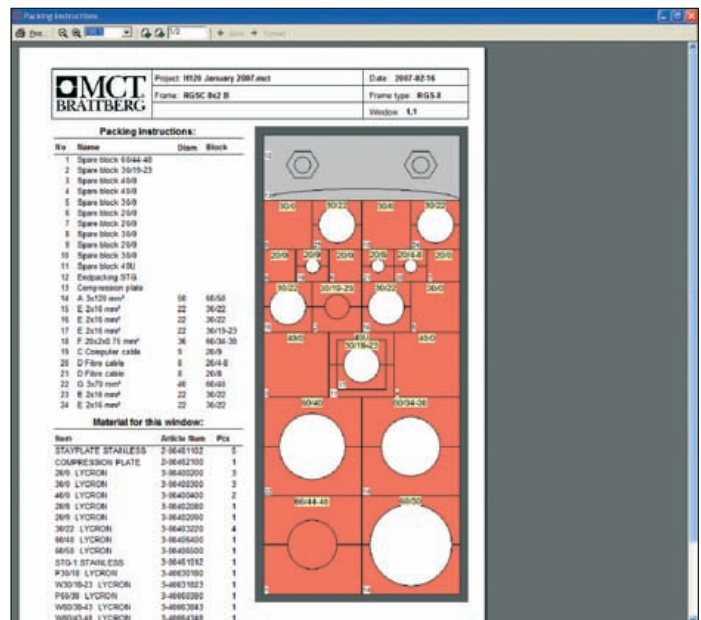 Packing Instructions
1/2
MCT
BRATTBERG
Project: H120 January 2007.mct
Date: 2007-02-16
Frame: RGSC 8x2 B
Frame type: RGS.8
Window: 1,1
Packing Instructions:
No Name Diam Block
1 Spare block 60/44-48
2 Spare block 30/19-23
3 Spare block 40/0
4 Spare block 40/0
5 Spare block 30/0
6 Spare block 20/0
7 Spare block 20/0
8 Spare block 30/0
9 Spare block 20/0
10 Spare block 30/0
11 Spare block 40U
12 Endpacking STG
13 Compression plate
14 A 3x120 mm² 50 60/50
15 E 2x16 mm² 22 30/22
16 E 2x16 mm² 22 30/22
17 E 2x16 mm² 22 30/19-23
18 F 20x2x0.75 mm² 36 60/34-38
19 C Computer cable 9 20/9
20 D Fibre cable 8 20/4-8
21 D Fibre cable 8 20/8
22 G 3x70 mm² 40 60/40
23 E 2x16 mm² 22 30/22
24 E 2x16 mm² 22 30/22
Material for this window:
Item Article Num Pcs
STAYPLATE STAINLESS
COMPRESSION PLATE 1
20/0 LYCRON 3-00400200 3
30/0 LYCRON 3-00400300 3
40/0 LYCRON 3-00400400 2
20/8 LYCRON 3-00402080 1
20/9 LYCRON 3-00402090 1
30/22 LYCRON 3-00403220 4
60/40 LYCRON 3-00406400 1
60/50 LYCRON 3-00406500 1
STG-1 STAINLESS 1
30/0 30/22 30/0 30/22
20/0 20/9 20/0 20/8 20/4-8 20/0
30/22 30/19-23 30/22 30/0
40/0 40U 40/0
30/19-23
60/40 60/34-38
60/44-48 60/50